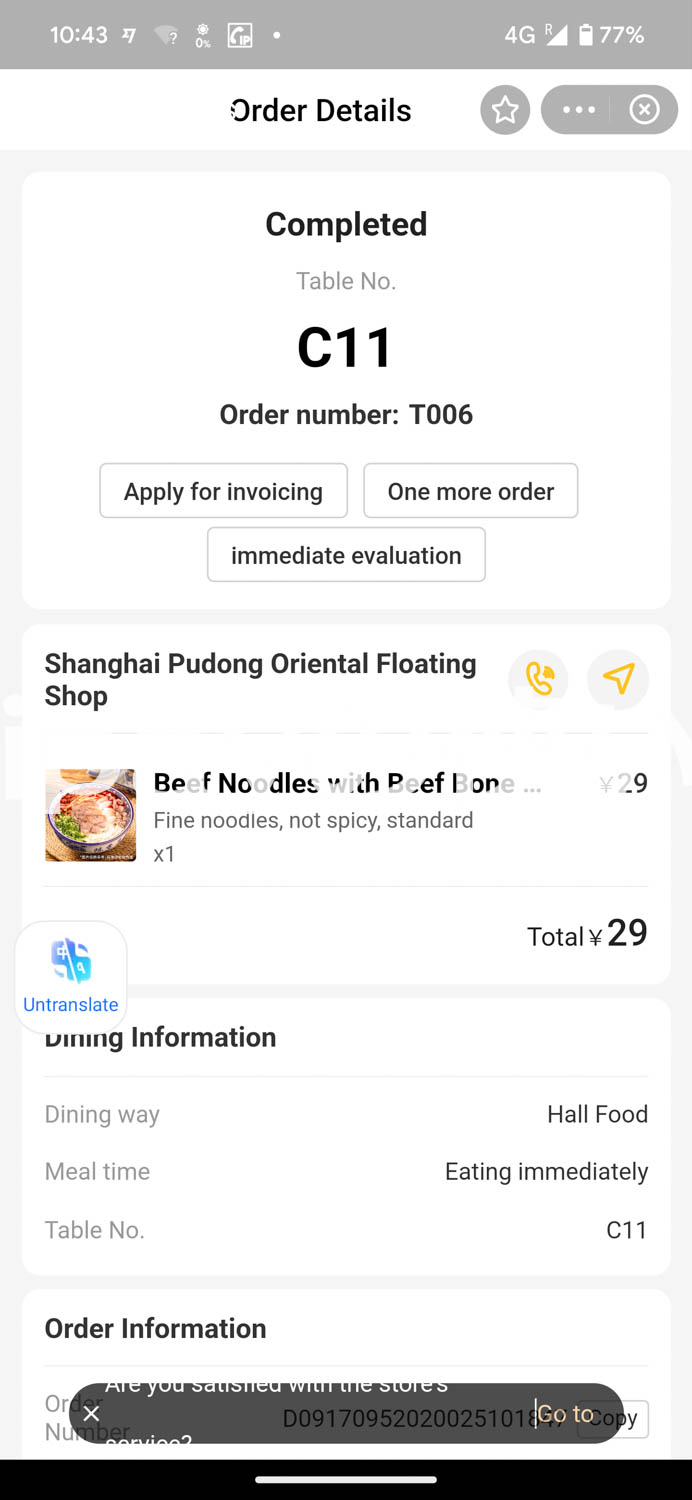 10:43
0%
4G R 77%
Order Details
Completed
Table No.
C11
Order number: T006
Apply for invoicing
One more order
immediate evaluation
Shanghai Pudong Oriental Floating
Shop
Beef Noodles with Beef Bone ...
¥29
Fine noodles, not spicy, standard
x1
Total ¥29
Untranslate
Dining Information
Dining way
Hall Food
Meal time
Eating immediately
Table No.
C11
Order Information
Order
Number
Copy
Are you satisfied with the store's
service?
Go to